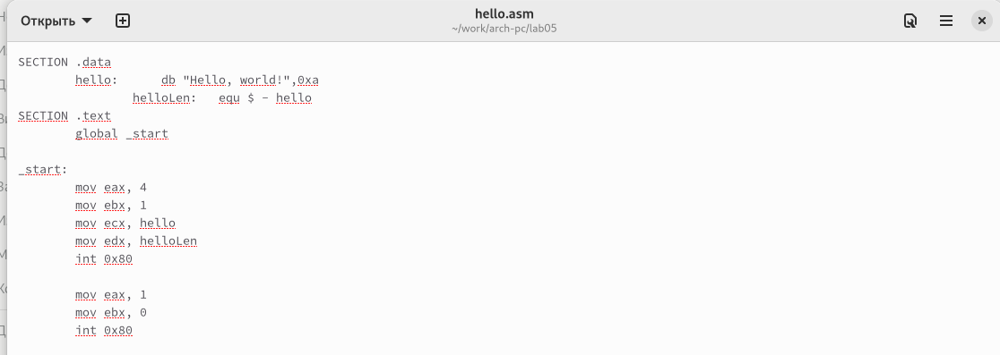 Открыть
hello.asm
~/work/arch-pc/lab05
SECTION .data
hello: db "Hello, world!",0xa
helloLen: equ $ - hello
SECTION .text
global _start
_start:
mov eax, 4
mov ebx, 1
mov ecx, hello
mov edx, helloLen
int 0x80
mov eax, 1
mov ebx, 0
int 0x80